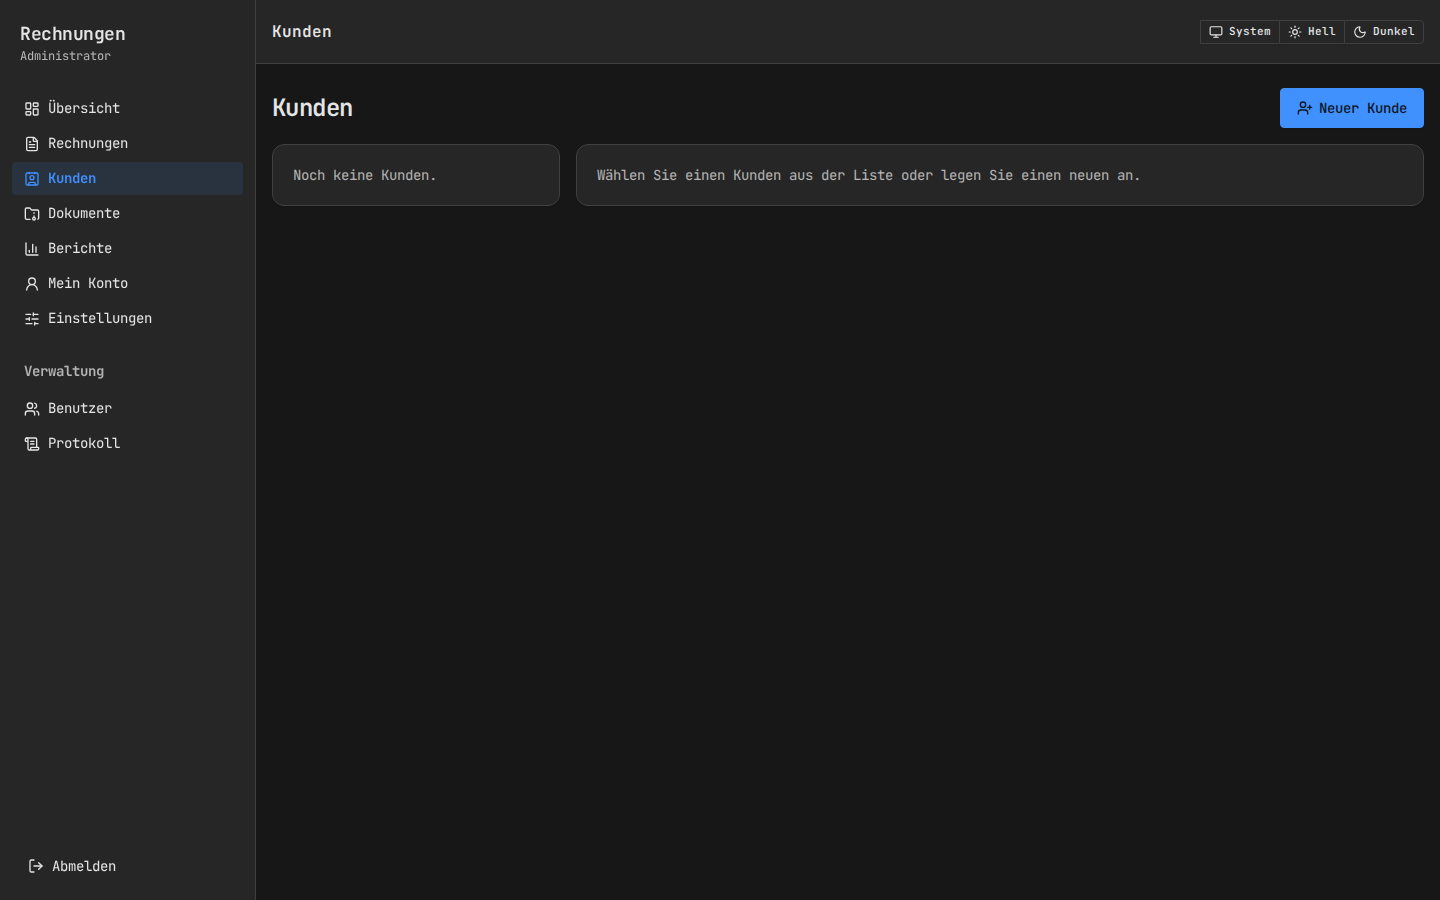 Rechnungen
Administrator
Übersicht
Rechnungen
Kunden
Dokumente
Berichte
Mein Konto
Einstellungen
Verwaltung
Benutzer
Protokoll
Abmelden
Kunden
System Hell Dunkel
Kunden
Neuer Kunde
Noch keine Kunden.
Wählen Sie einen Kunden aus der Liste oder legen Sie einen neuen an.